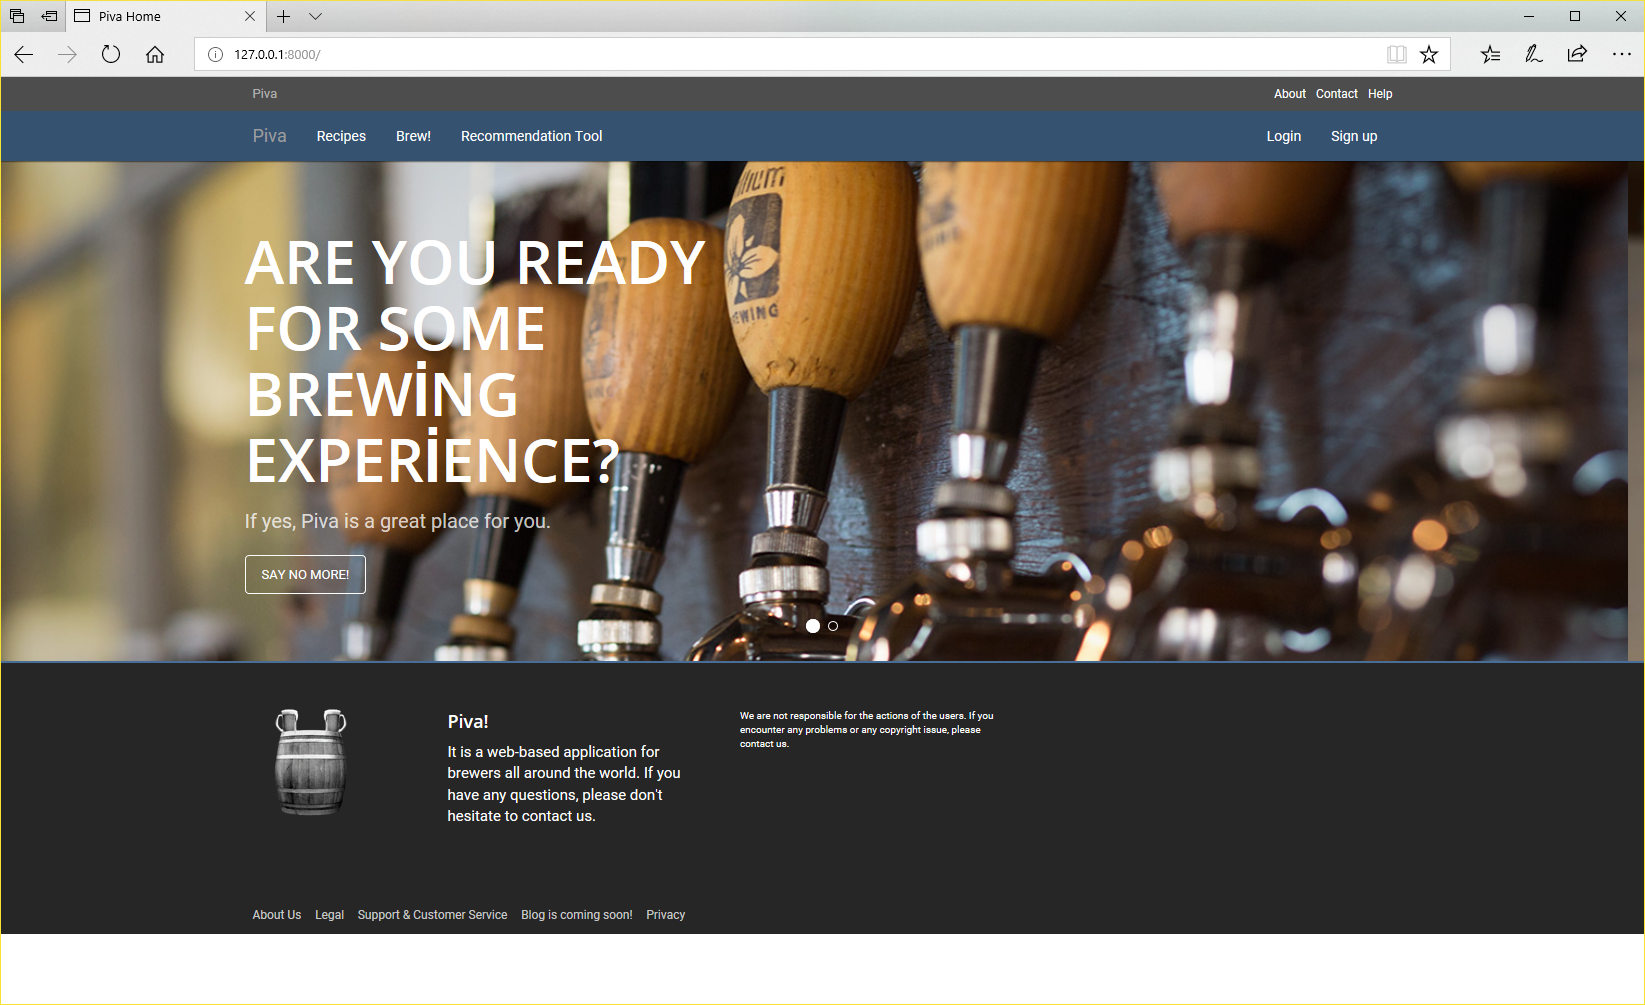 Piva Home
127.0.0.1:8000/
Piva
About Contact Help
Piva Recipes Brew! Recommendation Tool Login Sign up
ARE YOU READY
FOR SOME
BREWİNG
EXPERİENCE?
If yes, Piva is a great place for you.
SAY NO MORE!
Piva!
It is a web-based application for
brewers all around the world. If you
have any questions, please don't
hesitate to contact us.
We are not responsible for the actions of the users. If you
encounter any problems or any copyright issue, please
contact us.
About Us Legal Support & Customer Service Blog is coming soon! Privacy